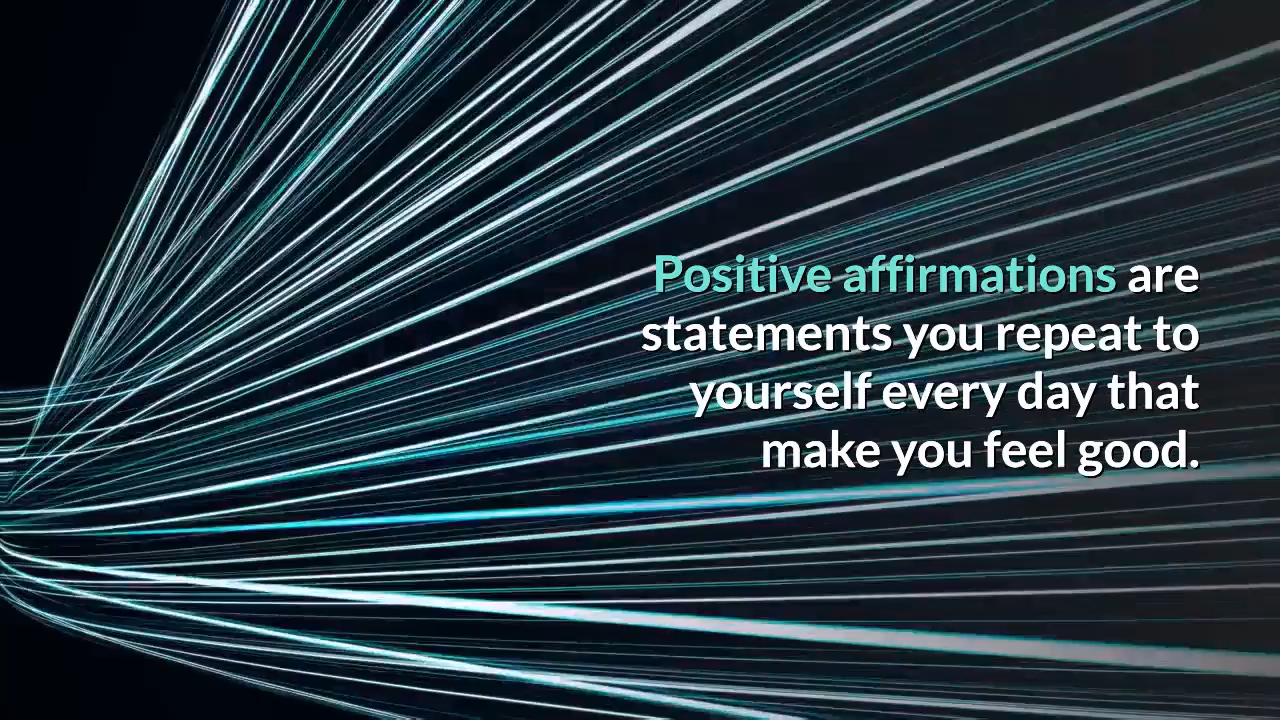 Positive affirmations are
statements you repeat to
yourself every day that
make you feel good.